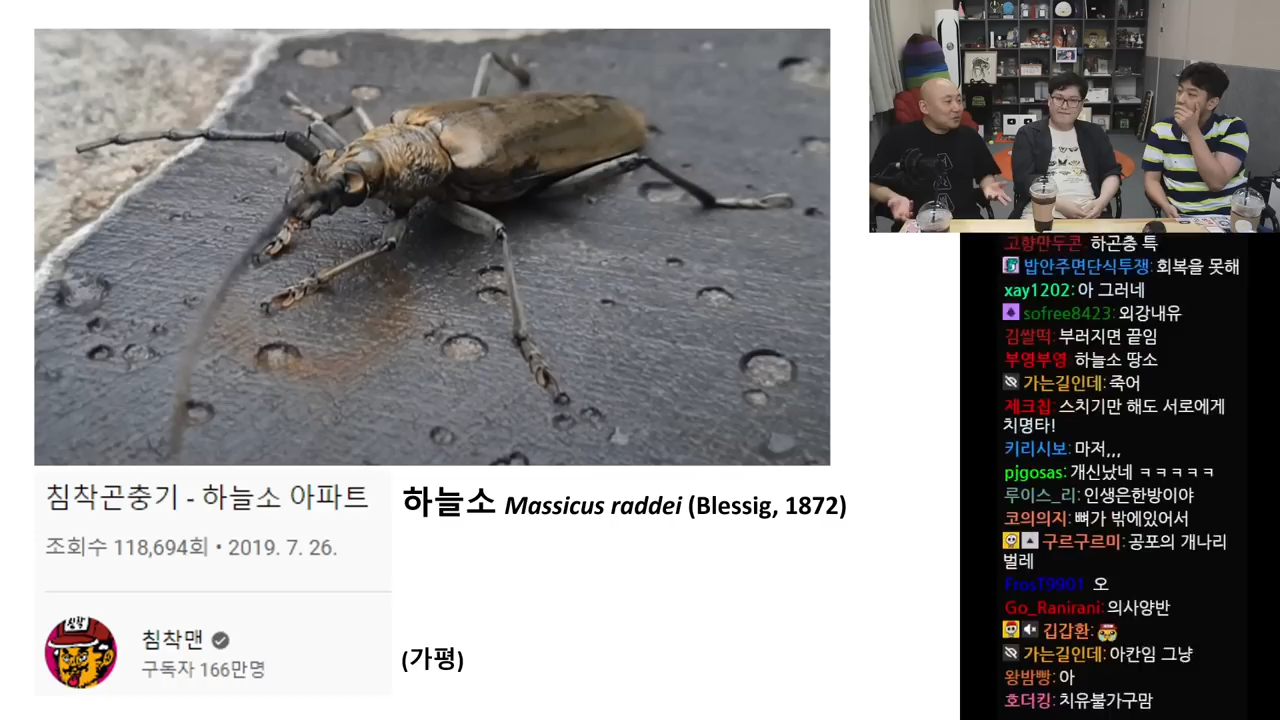 침착곤충기 - 하늘소 아파트
조회수 118,694회 • 2019. 7. 26.
침착맨
구독자 166만명
하늘소 Massicus raddei (Blessig, 1872)
(가평)
고향만두콘 하곤충 특
밥안주면단식투쟁: 회복을 못해
xay1202: 아 그러네
sofree8423: 외강내유
김쌀떡: 부러지면 끝임
부영부영 하늘소 땅소
가는길인데: 죽어
제크칩: 스치기만 해도 서로에게
치명타!
키리시보: 마저,,,
pjgosas: 개신났네 ㅋㅋㅋㅋㅋ
루이스_리: 인생은한방이야
코의의지: 뼈가 밖에있어서
구르구르미: 공포의 개나리
벌레
FrosT9901 오
Go_Ranirani: 의사양반
깁갑환:
가는길인데: 아칸임 그냥
왕밤빵: 아
호더킹: 치유불가구맘